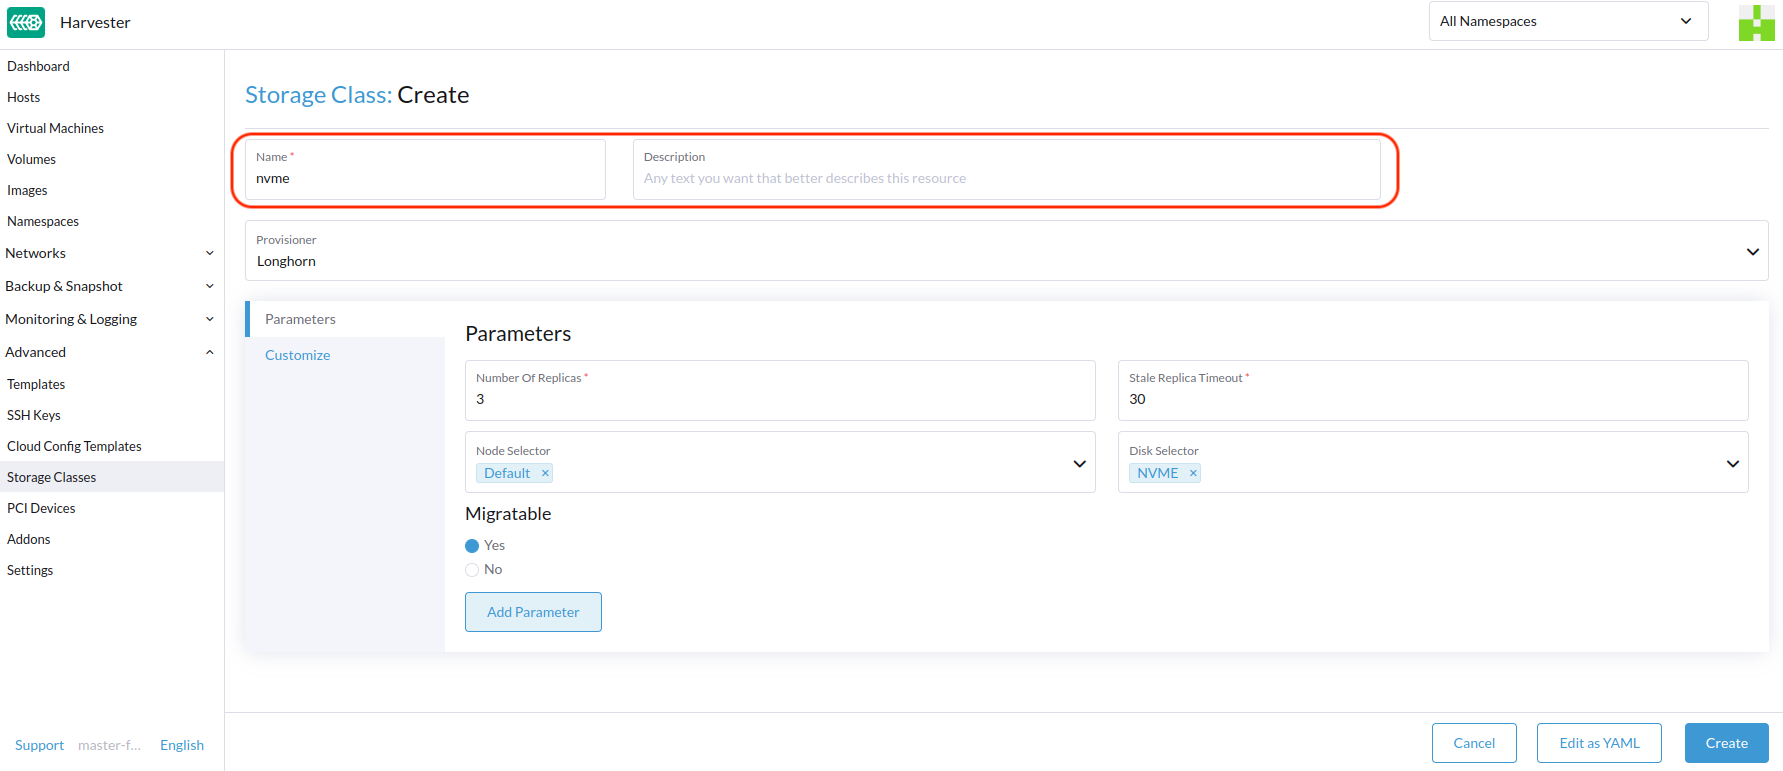 Harvester
All Namespaces
Dashboard
Hosts
Virtual Machines
Volumes
Images
Namespaces
Networks
Backup & Snapshot
Monitoring & Logging
Advanced
Templates
SSH Keys
Cloud Config Templates
Storage Classes
PCI Devices
Addons
Settings
Support master-f... English
Storage Class: Create
Name *
nvme
Description
Any text you want that better describes this resource
Provisioner
Longhorn
Parameters
Customize
Parameters
Number Of Replicas *
3
Stale Replica Timeout *
30
Node Selector
Default ×
Disk Selector
NVME ×
Migratable
Yes
No
Add Parameter
Cancel
Edit as YAML
Create